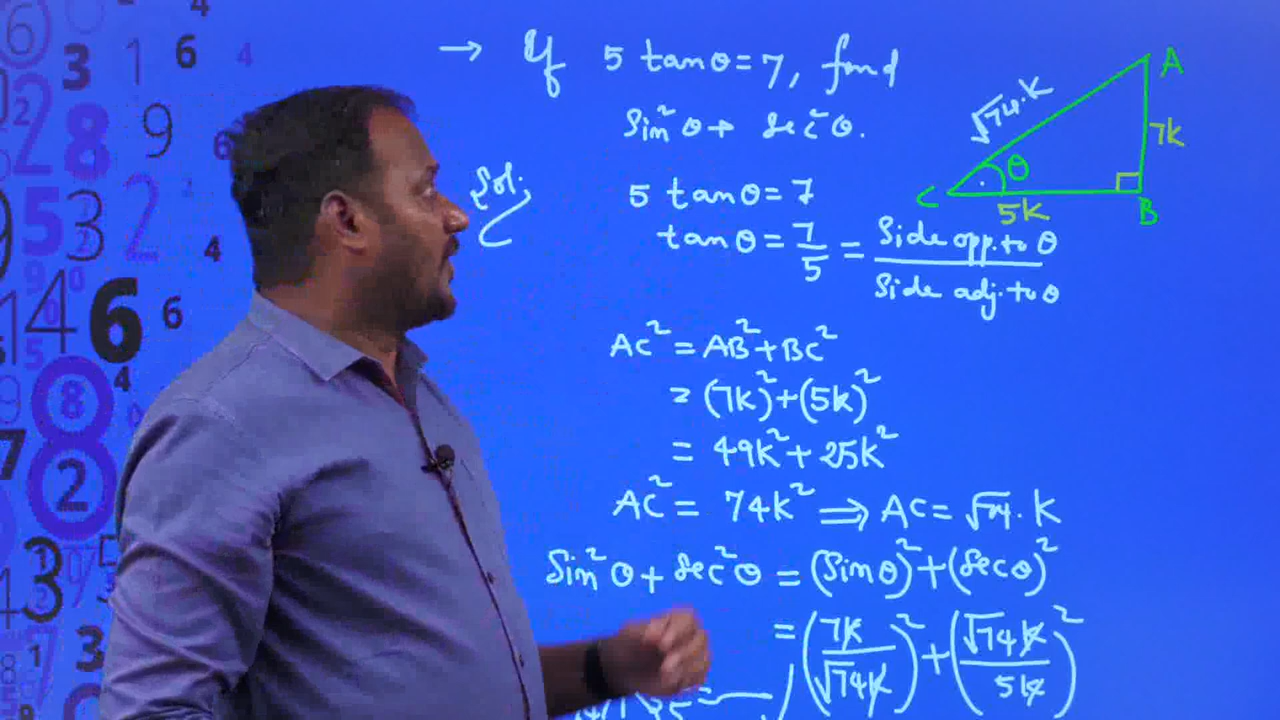 → If 5 tanθ = 7, find
Sin²θ + Sec²θ.
Sol.
5 tanθ = 7
tanθ = 7/5 = Side opp. to θ / Side adj. to θ
A
√74.K
7k
θ
C
5k
B
AC² = AB² + BC²
= (7k)² + (5k)²
= 49k² + 25k²
AC² = 74k² ⇒ AC = √74 . K
Sin²θ + Sec²θ = (Sinθ)² + (Secθ)²
= (7k/√74k)² + (√74k/5k)²